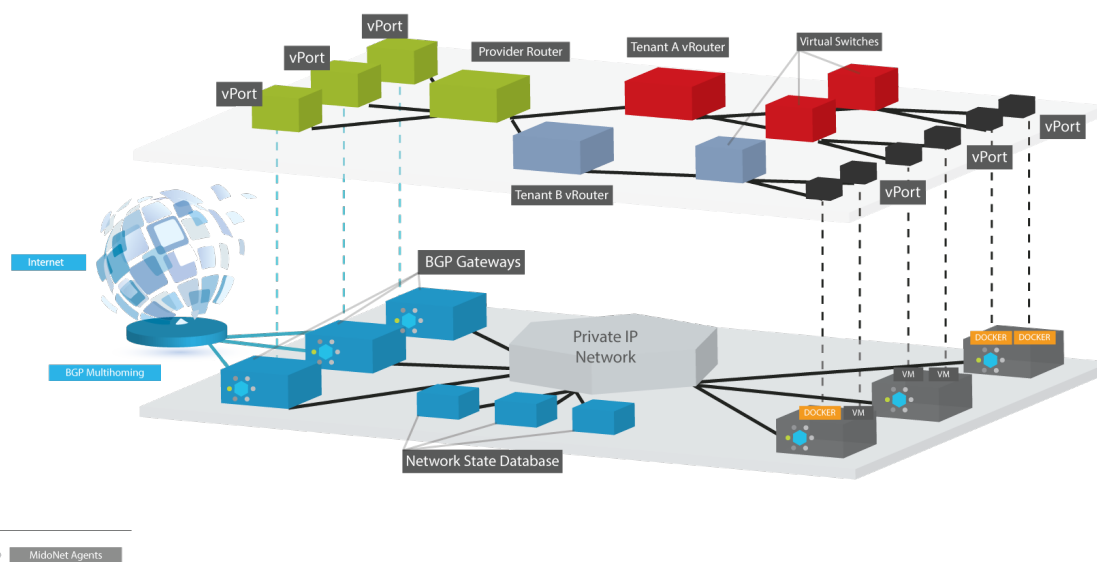 vPort
vPort
vPort
Provider Router
Tenant A vRouter
Virtual Switches
vPort
vPort
vPort
Tenant B vRouter
Internet
BGP Gateways
Private IP
Network
BGP Multihoming
DOCKER
DOCKER
VM
VM
DOCKER
VM
Network State Database
MidoNet Agents